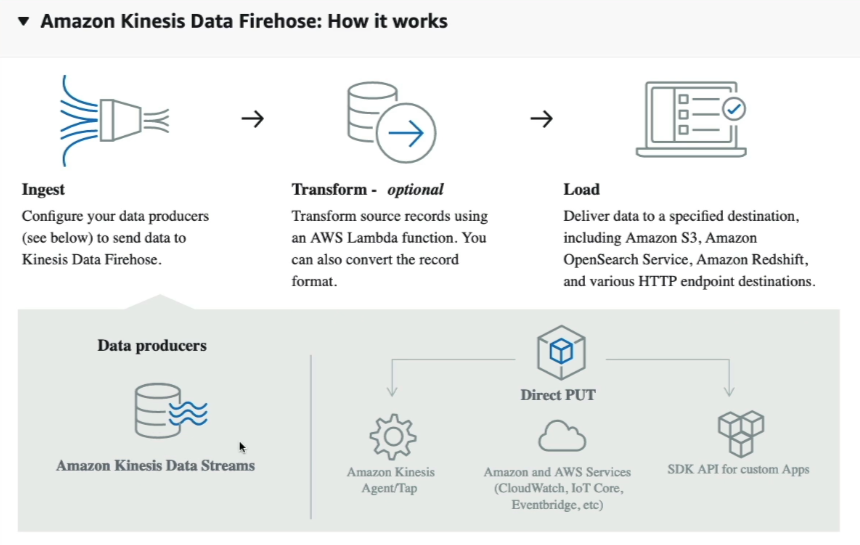 ▼ Amazon Kinesis Data Firehose: How it works
Ingest
Configure your data producers
(see below) to send data to
Kinesis Data Firehose.
Transform - optional
Transform source records using
an AWS Lambda function. You
can also convert the record
format.
Load
Deliver data to a specified destination,
including Amazon S3, Amazon
OpenSearch Service, Amazon Redshift,
and various HTTP endpoint destinations.
Data producers
Amazon Kinesis Data Streams
Direct PUT
Amazon Kinesis
Agent/Tap
Amazon and AWS Services
(CloudWatch, IoT Core,
Eventbridge, etc)
SDK API for custom Apps